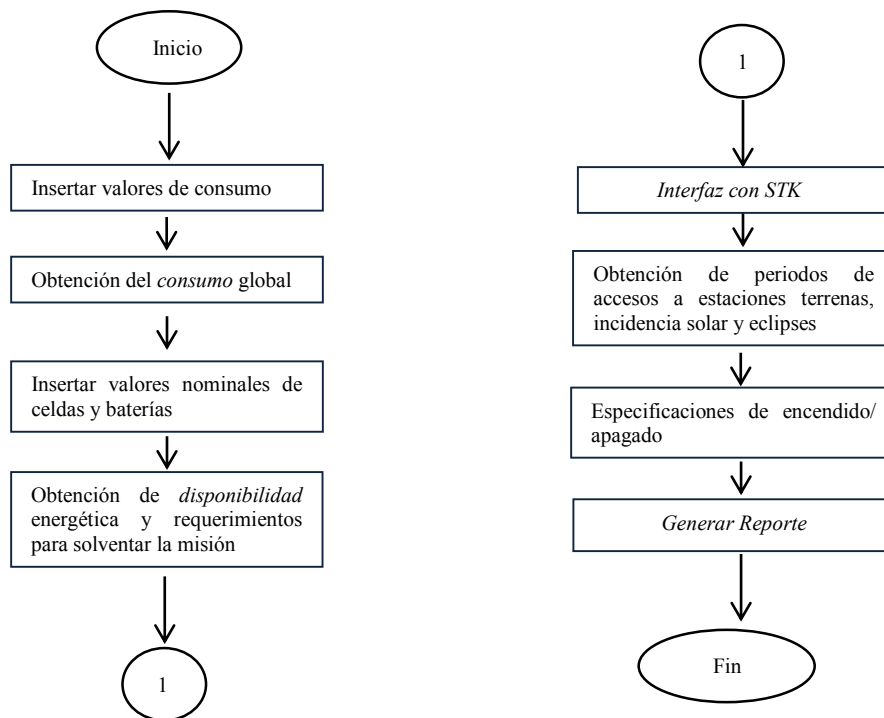 Inicio
Insertar valores de consumo
Obtención del consumo global
Insertar valores nominales de
celdas y baterías
Obtención de disponibilidad
energética y requerimientos
para solventar la misión
1
1
Interfaz con STK
Obtención de periodos de
accesos a estaciones terrenas,
incidencia solar y eclipses
Especificaciones de encendido/
apagado
Generar Reporte
Fin